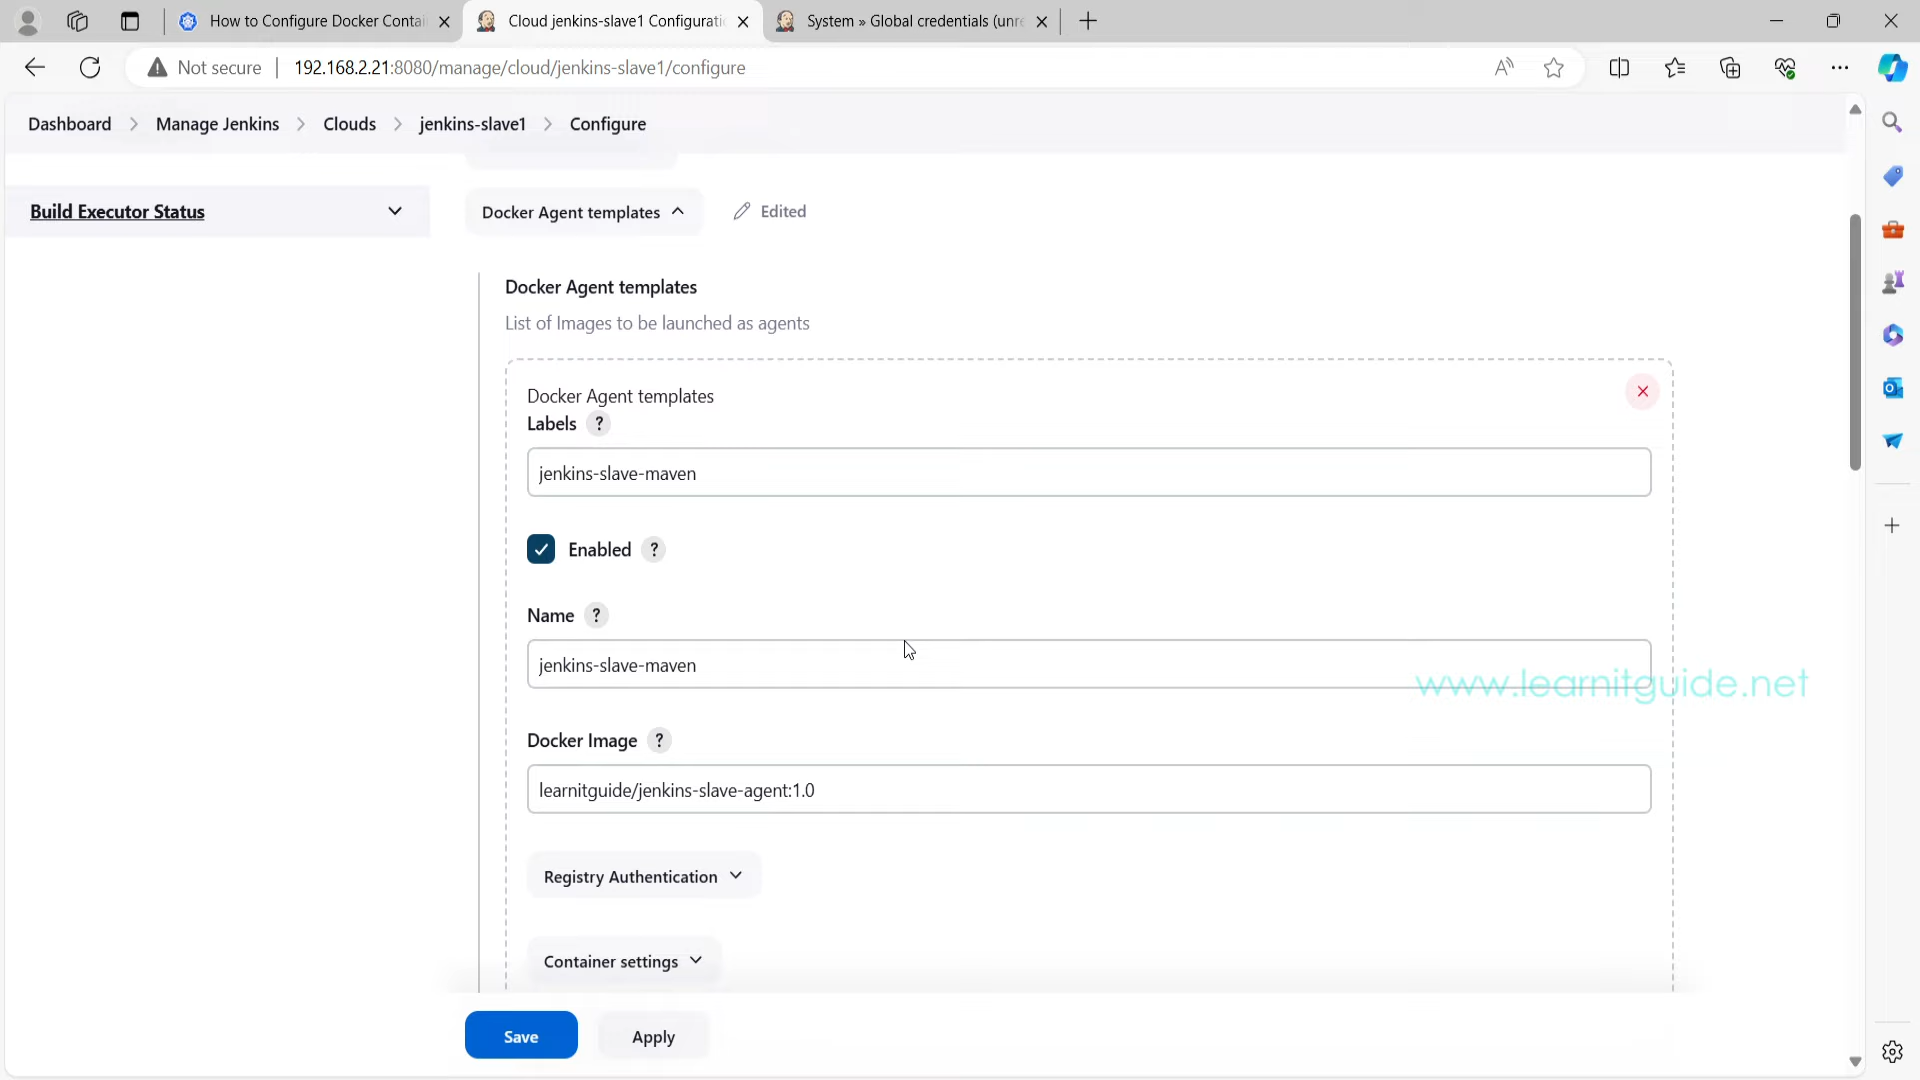 How to Configure Docker Contai
Cloud jenkins-slave1 Configurati
System » Global credentials (unre
Not secure
192.168.2.21:8080/manage/cloud/jenkins-slave1/configure
Dashboard
Manage Jenkins
Clouds
jenkins-slave1
Configure
Build Executor Status
Docker Agent templates
Edited
Docker Agent templates
List of Images to be launched as agents
Docker Agent templates
Labels ?
jenkins-slave-maven
Enabled ?
Name ?
jenkins-slave-maven
www.learnitguide.net
Docker Image ?
learnitguide/jenkins-slave-agent:1.0
Registry Authentication
Container settings
Save
Apply